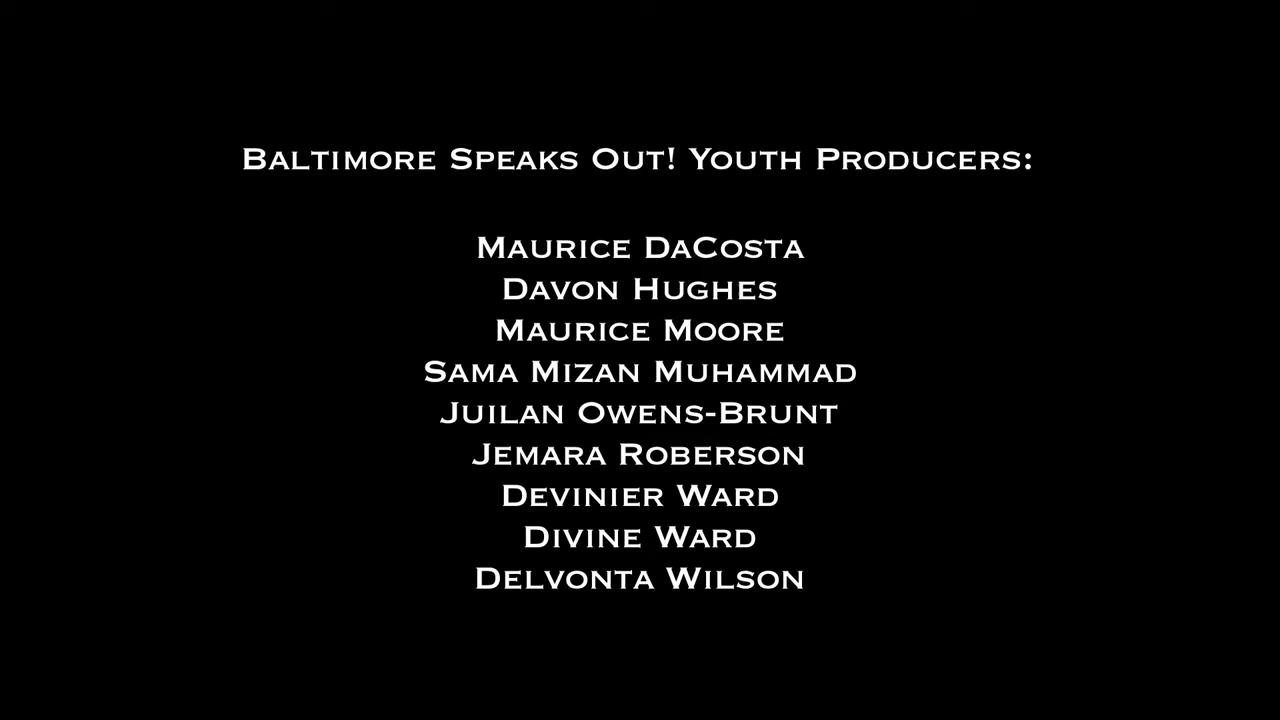 Baltimore Speaks Out! Youth Producers:
Maurice DaCosta
Davon Hughes
Maurice Moore
Sama Mizan Muhammad
Juilan Owens-Brunt
Jemara Roberson
Devinier Ward
Divine Ward
Delvonta Wilson